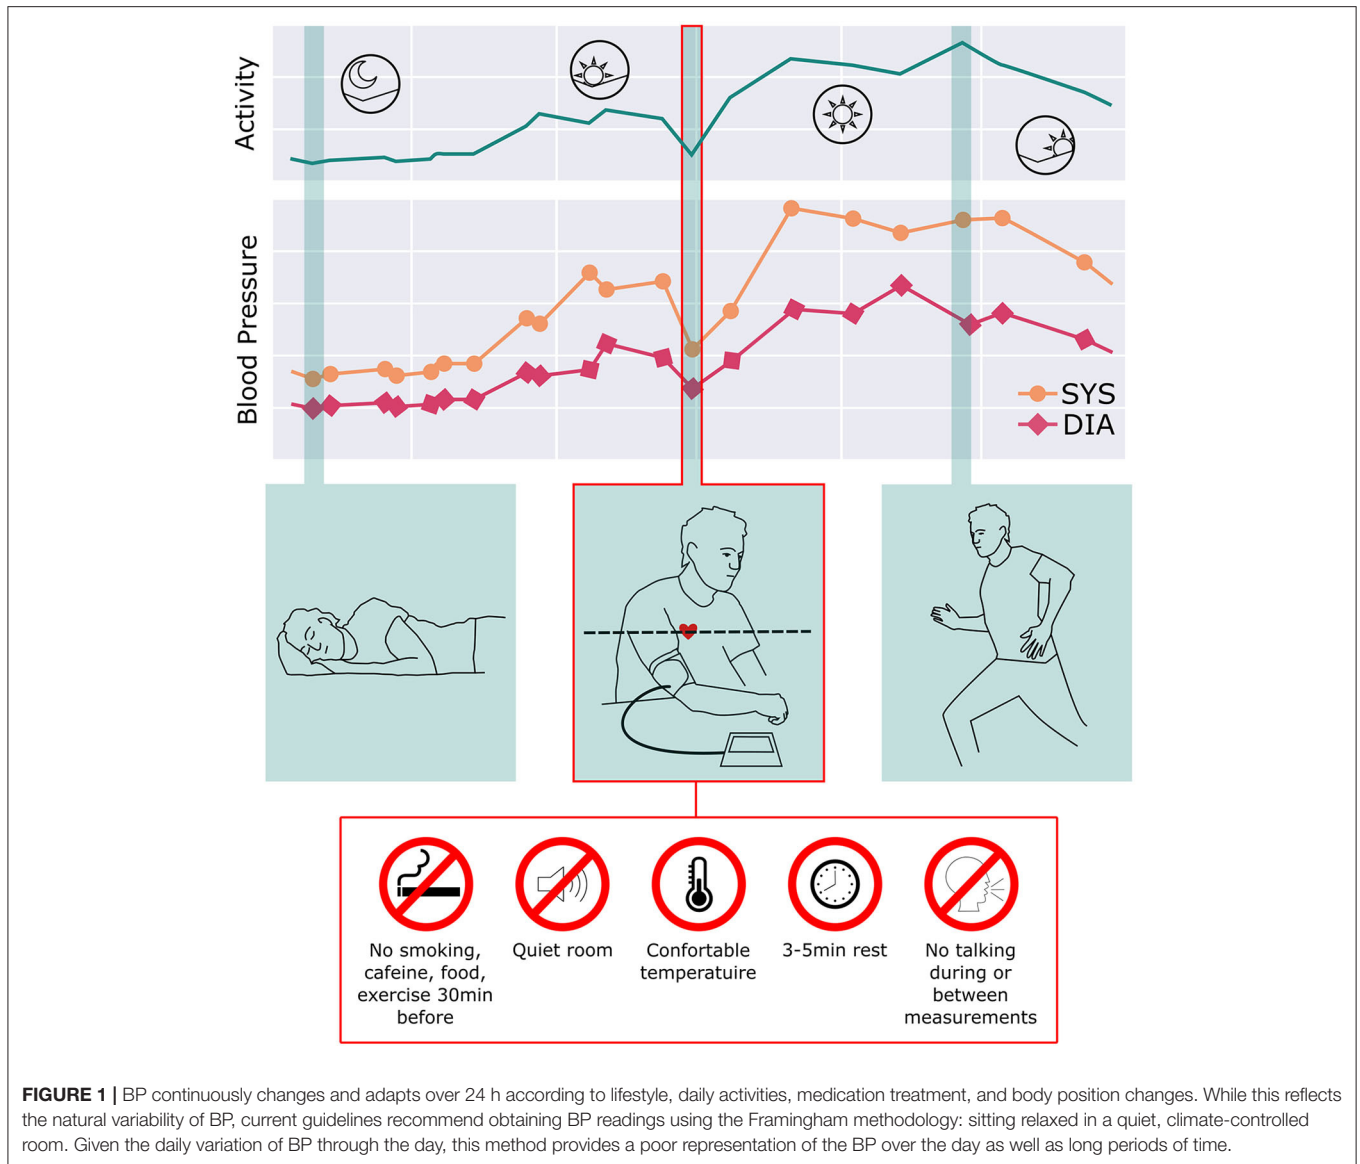 Activity
Blood Pressure
SYS
DIA
No smoking,
cafeine, food,
exercise 30min
before
Quiet room
Confortable
temperatuire
3-5min rest
No talking
during or
between
measurements
FIGURE 1 | BP continuously changes and adapts over 24 h according to lifestyle, daily activities, medication treatment, and body position changes. While this reflects
the natural variability of BP, current guidelines recommend obtaining BP readings using the Framingham methodology: sitting relaxed in a quiet, climate-controlled
room. Given the daily variation of BP through the day, this method provides a poor representation of the BP over the day as well as long periods of time.